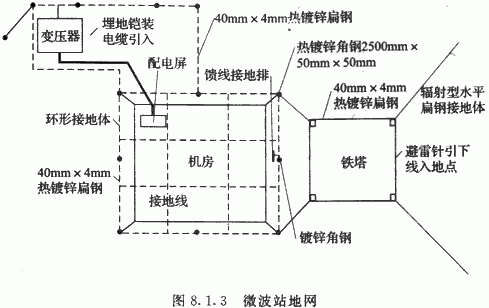 变压器
埋地铠装
电缆引入
40mm×4mm热镀锌扁钢
配电屏
热镀锌角钢2500mm×
50mm×50mm
馈线接地排
40mm×4mm
热镀锌扁钢
辐射型水平
扁钢接地体
环形接地体
机房
铁塔
避雷针引下
线入地点
40mm×4mm
热镀锌扁钢
接地线
镀锌角钢
图 8.1.3 微波站地网